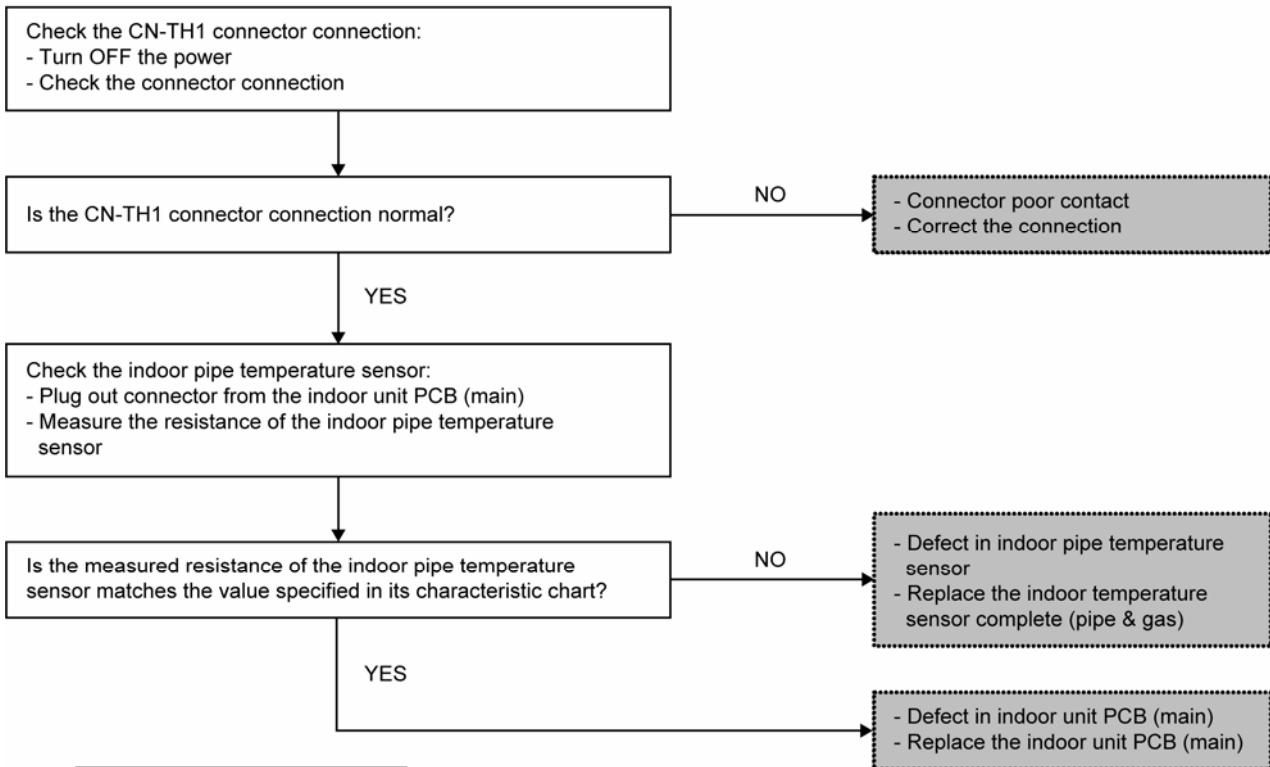 Check the CN-TH1 connector connection:
- Turn OFF the power
- Check the connector connection
Is the CN-TH1 connector connection normal?
NO
- Connector poor contact
- Correct the connection
YES
Check the indoor pipe temperature sensor:
- Plug out connector from the indoor unit PCB (main)
- Measure the resistance of the indoor pipe temperature
sensor
Is the measured resistance of the indoor pipe temperature
sensor matches the value specified in its characteristic chart?
NO
- Defect in indoor pipe temperature
sensor
- Replace the indoor temperature
sensor complete (pipe & gas)
YES
- Defect in indoor unit PCB (main)
- Replace the indoor unit PCB (main)